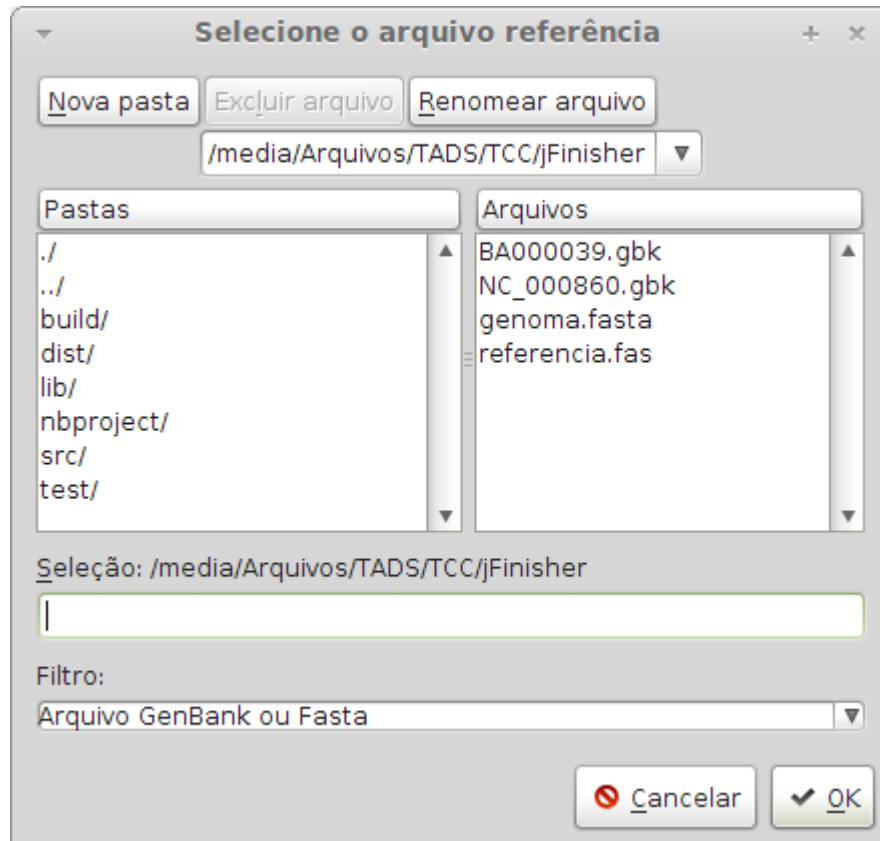 Selecione o arquivo referência
Nova pasta Excluir arquivo Renomear arquivo
/media/Arquivos/TADS/TCC/jFinisher
Pastas
./
../
build/
dist/
lib/
nbproject/
src/
test/
Arquivos
BA000039.gbk
NC_000860.gbk
genoma.fasta
referencia.fas
Seleção: /media/Arquivos/TADS/TCC/jFinisher
Filtro:
Arquivo GenBank ou Fasta
Cancelar OK